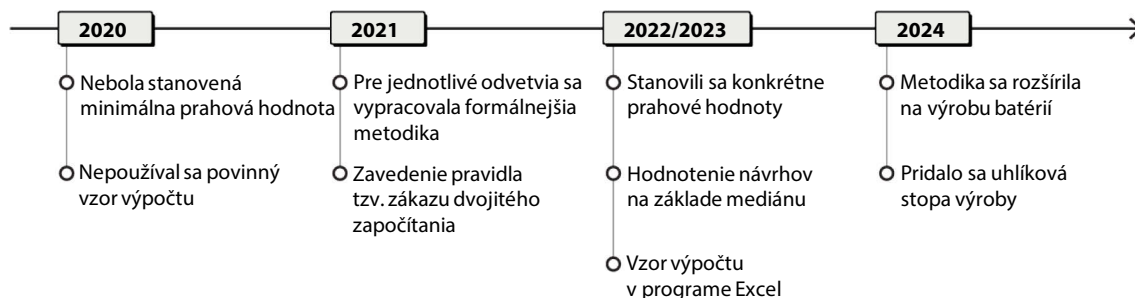 2020
Nebola stanovená
minimálna prahová hodnota
Nepoužíval sa povinný
vzor výpočtu
2021
Pre jednotlivé odvetvia sa
vypracovala formálnejšia
metodika
Zavedenie pravidla
tzv. zákazu dvojitého
započítania
2022/2023
Stanovili sa konkrétne
prahové hodnoty
Hodnotenie návrhov
na základe mediánu
Vzor výpočtu
v programe Excel
2024
Metodika sa rozšírila
na výrobu batérií
Pridalo sa uhlíková
stopa výroby